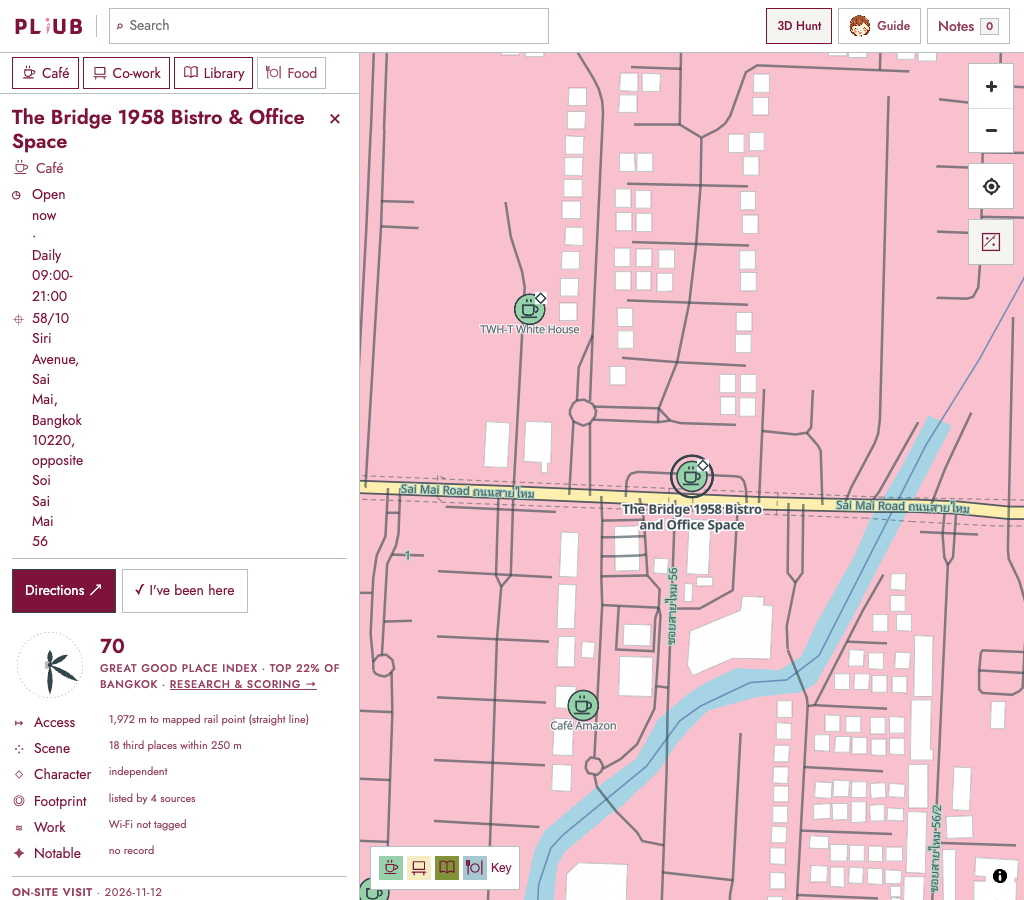 PLUB
Search
3D Hunt
Guide
Notes 0
Café
Co-work
Library
Food
The Bridge 1958 Bistro & Office
Space
Café
Open
now
·
Daily
09:00-
21:00
58/10
Siri
Avenue,
Sai
Mai,
Bangkok
10220,
opposite
Soi
Sai
Mai
56
Directions ↗
✓ I've been here
70
GREAT GOOD PLACE INDEX · TOP 22% OF
BANGKOK · RESEARCH & SCORING →
Access 1,972 m to mapped rail point (straight line)
Scene 18 third places within 250 m
Character independent
Footprint listed by 4 sources
Work Wi-Fi not tagged
Notable no record
ON-SITE VISIT · 2026-11-12
TWH-T White House
Sai Mai Road ถนนสายไหม
The Bridge 1958 Bistro
and Office Space
Sai Mai Road ถนนสายไหม
1
ซอยสายไหม 56
Café Amazon
ซอยสายไหม 56/2
Key